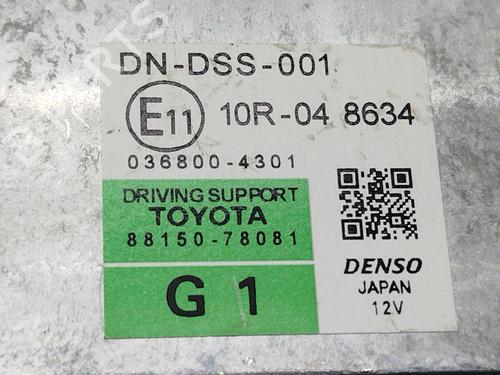 DN-DSS-001
E11 10R-04 8634
036800-4301
DRIVING SUPPORT
TOYOTA
88150-78081
G 1
DENSO
JAPAN
12V